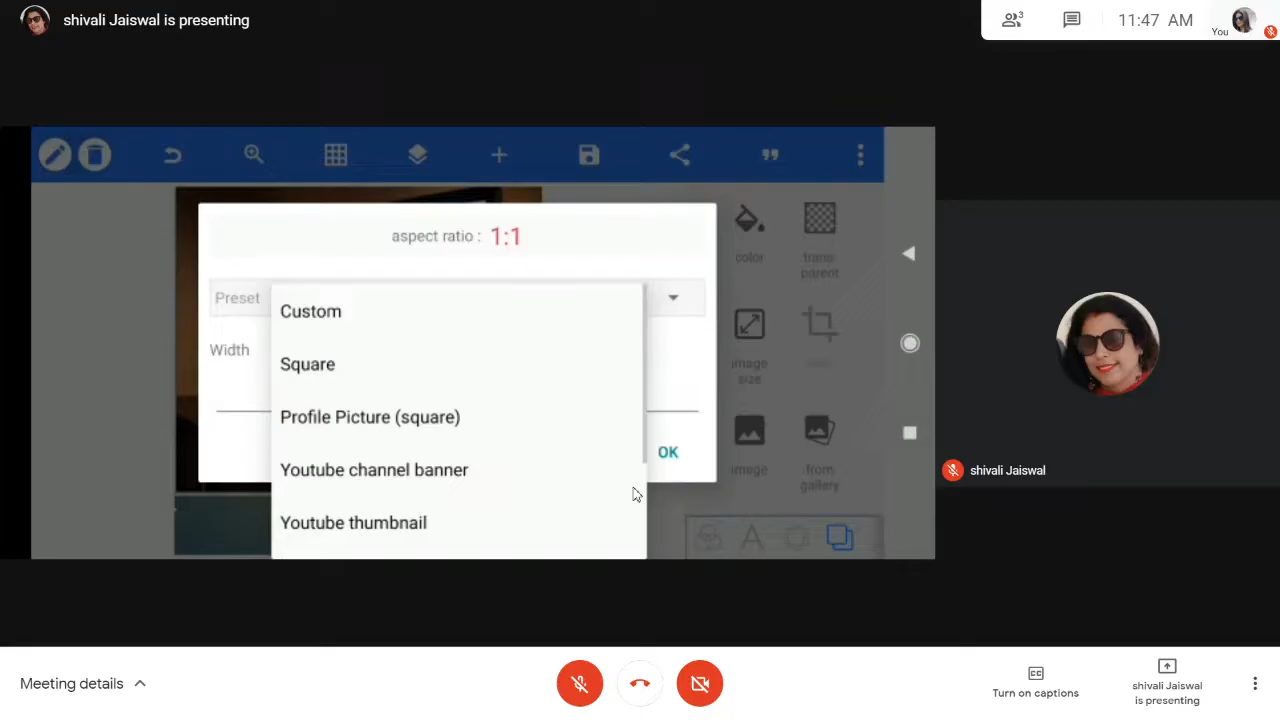 shivali Jaiswal is presenting
3
11:47 AM
You
aspect ratio : 1:1
Preset
Custom
Width
Square
Profile Picture (square)
Youtube channel banner
Youtube thumbnail
OK
color
trans
parent
image
size
image
from
gallery
shivali Jaiswal
Meeting details
CC
Turn on captions
shivali Jaiswal
is presenting